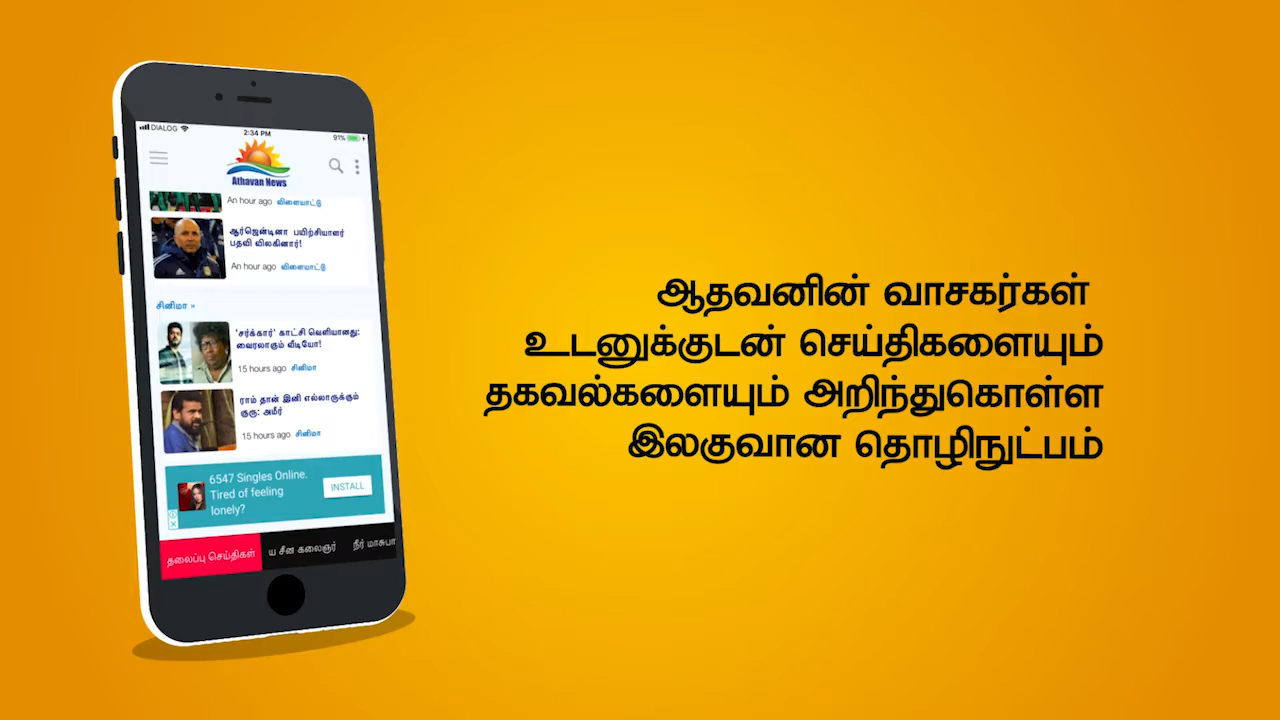 DIALOG 2:34 PM 91%
Athavan News
An hour ago விளையாட்டு
ஆர்ஜென்டினா பயிற்சியாளர்
பதவி விலகினார்!
An hour ago விளையாட்டு
சினிமா »
'சர்க்கார்' காட்சி வெளியானது:
வைரலாகும் வீடியோ!
15 hours ago சினிமா
ராம் தான் இனி எல்லாருக்கும்
குரு: அமீர்
15 hours ago சினிமா
6547 Singles Online.
Tired of feeling
lonely?
INSTALL
தலைப்பு செய்திகள் ய சீன கலைஞர் நீர் மாசுபா
ஆதவனின் வாசகர்கள்
உடனுக்குடன் செய்திகளையும்
தகவல்களையும் அறிந்துகொள்ள
இலகுவான தொழிநுட்பம்